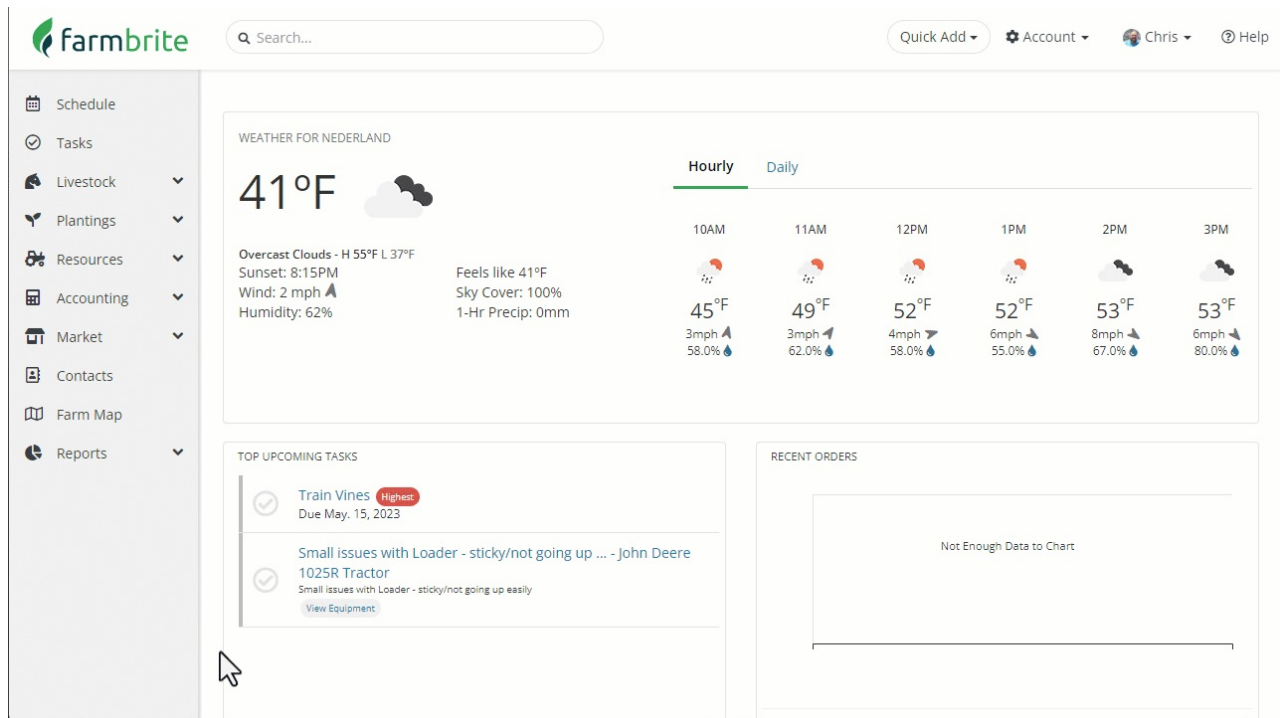 farmbrite
Search...
Quick Add
Account
Chris
Help
Schedule
Tasks
Livestock
Plantings
Resources
Accounting
Market
Contacts
Farm Map
Reports
WEATHER FOR NEDERLAND
41ºF
Overcast Clouds - H 55ºF L 37ºF
Sunset: 8:15PM
Wind: 2 mph
Humidity: 62%
Feels like 41ºF
Sky Cover: 100%
1-Hr Precip: 0mm
Hourly Daily
10AM 11AM 12PM 1PM 2PM 3PM
45°F 49°F 52°F 52°F 53°F 53°F
3mph 3mph 4mph 6mph 8mph 6mph
58.0% 62.0% 58.0% 55.0% 67.0% 80.0%
TOP UPCOMING TASKS
Train Vines Highest
Due May. 15, 2023
Small issues with Loader - sticky/not going up ... - John Deere
1025R Tractor
Small issues with Loader - sticky/not going up easily
View Equipment
RECENT ORDERS
Not Enough Data to Chart